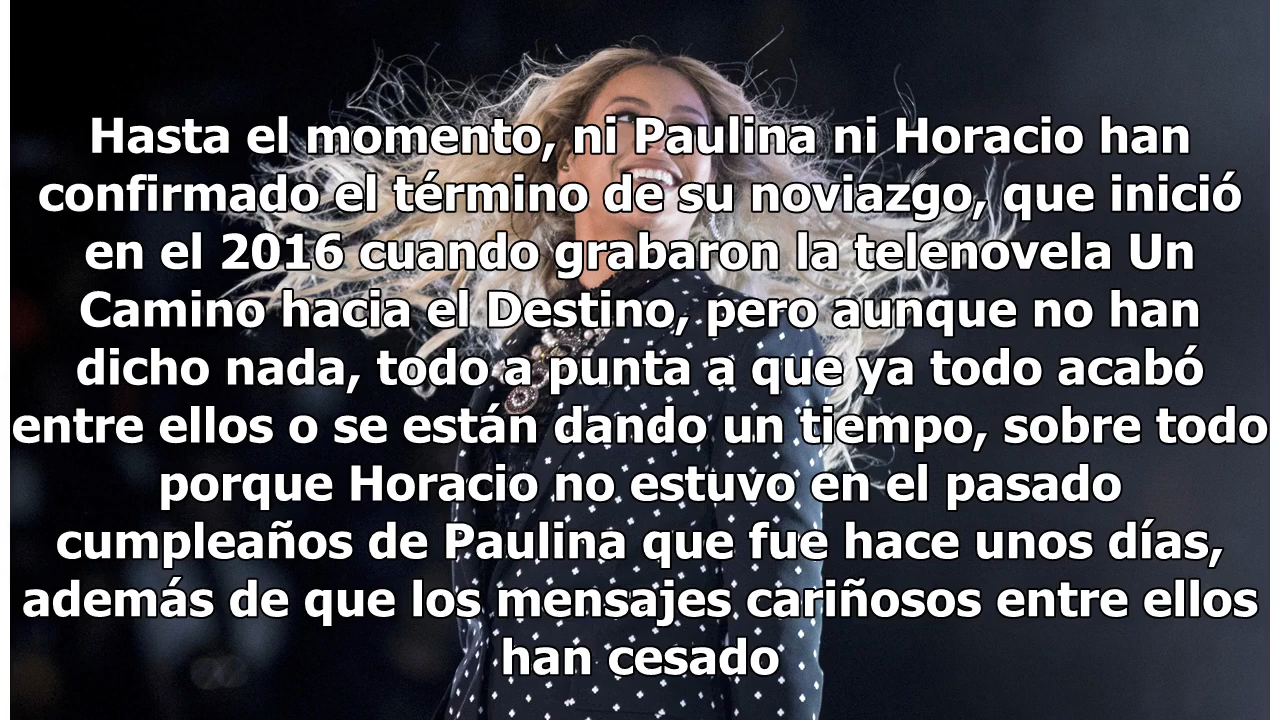 Hasta el momento, ni Paulina ni Horacio han
confirmado el término de su noviazgo, que inició
en el 2016 cuando grabaron la telenovela Un
Camino hacia el Destino, pero aunque no han
dicho nada, todo a punta a que ya todo acabó
entre ellos o se están dando un tiempo, sobre todo
porque Horacio no estuvo en el pasado
cumpleaños de Paulina que fue hace unos días,
además de que los mensajes cariñosos entre ellos
han cesado